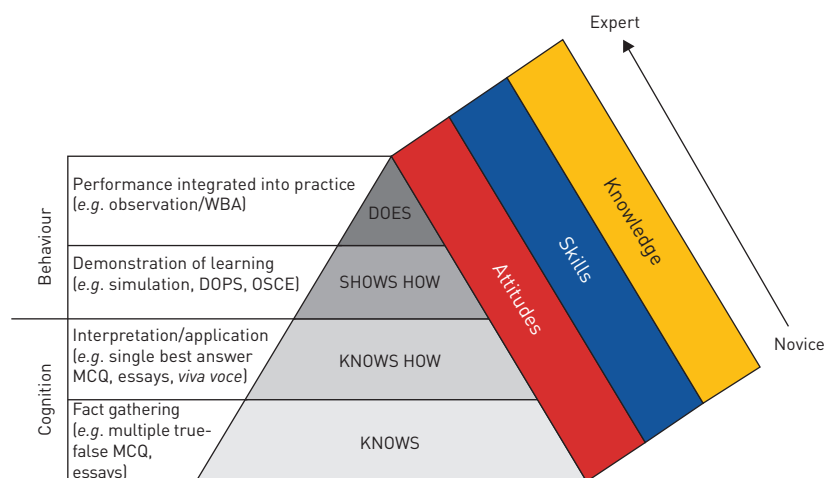 Expert
Behaviour
Performance integrated into practice
(e.g. observation/WBA)
DOES
Demonstration of learning
(e.g. simulation, DOPS, OSCE)
SHOWS HOW
Cognition
Interpretation/application
(e.g. single best answer
MCQ, essays, viva voce)
KNOWS HOW
Fact gathering
(e.g. multiple true-
false MCQ,
essays)
KNOWS
Attitudes
Skills
Knowledge
Novice